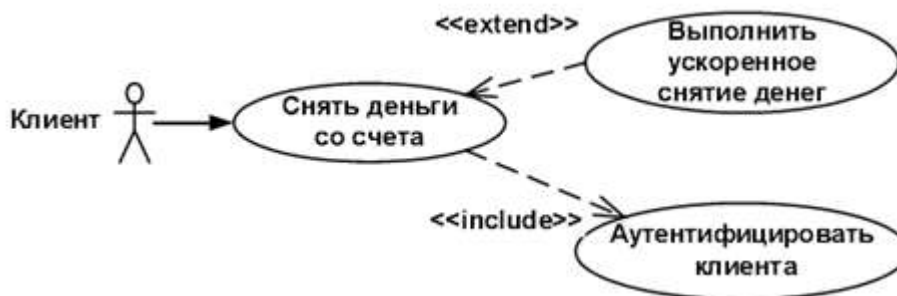 <<extend>>
Выполнить
ускоренное
снятие денег
Клиент
Снять деньги
со счета
<<include>>
Аутентифицировать
клиента